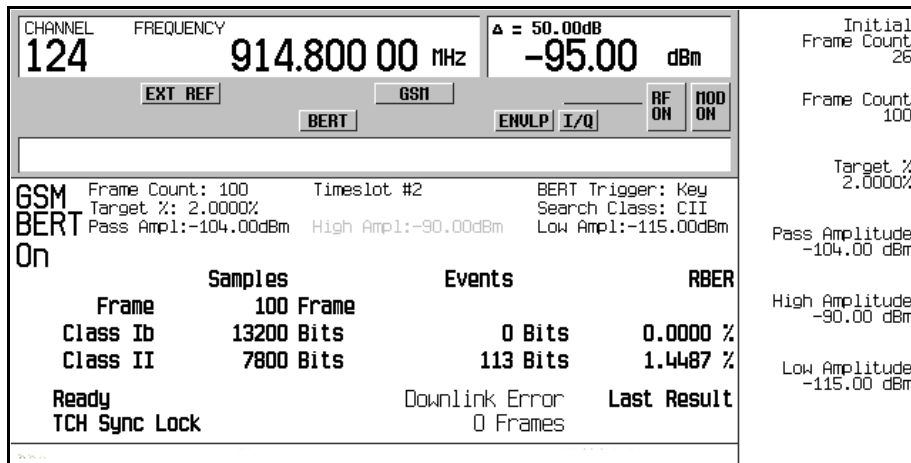 CHANNEL FREQUENCY Δ = 50.00dB
124 914.800 00 MHz -95.00 dBm
EXT REF GSM RF ON MOD ON
BERT ENVLP I/Q
GSM BERT On
Frame Count: 100 Timeslot #2 BERT Trigger: Key
Target %: 2.0000% Search Class: CII
Pass Ampl:-104.00dBm High Ampl:-90.00dBm Low Ampl:-115.00dBm
Samples Events RBER
Frame 100 Frame
Class Ib 13200 Bits 0 Bits 0.0000 %
Class II 7800 Bits 113 Bits 1.4487 %
Ready Downlink Error Last Result
TCH Sync Lock 0 Frames
Initial
Frame Count
26
Frame Count
100
Target %
2.0000%
Pass Amplitude
-104.00 dBm
High Amplitude
-90.00 dBm
Low Amplitude
-115.00 dBm